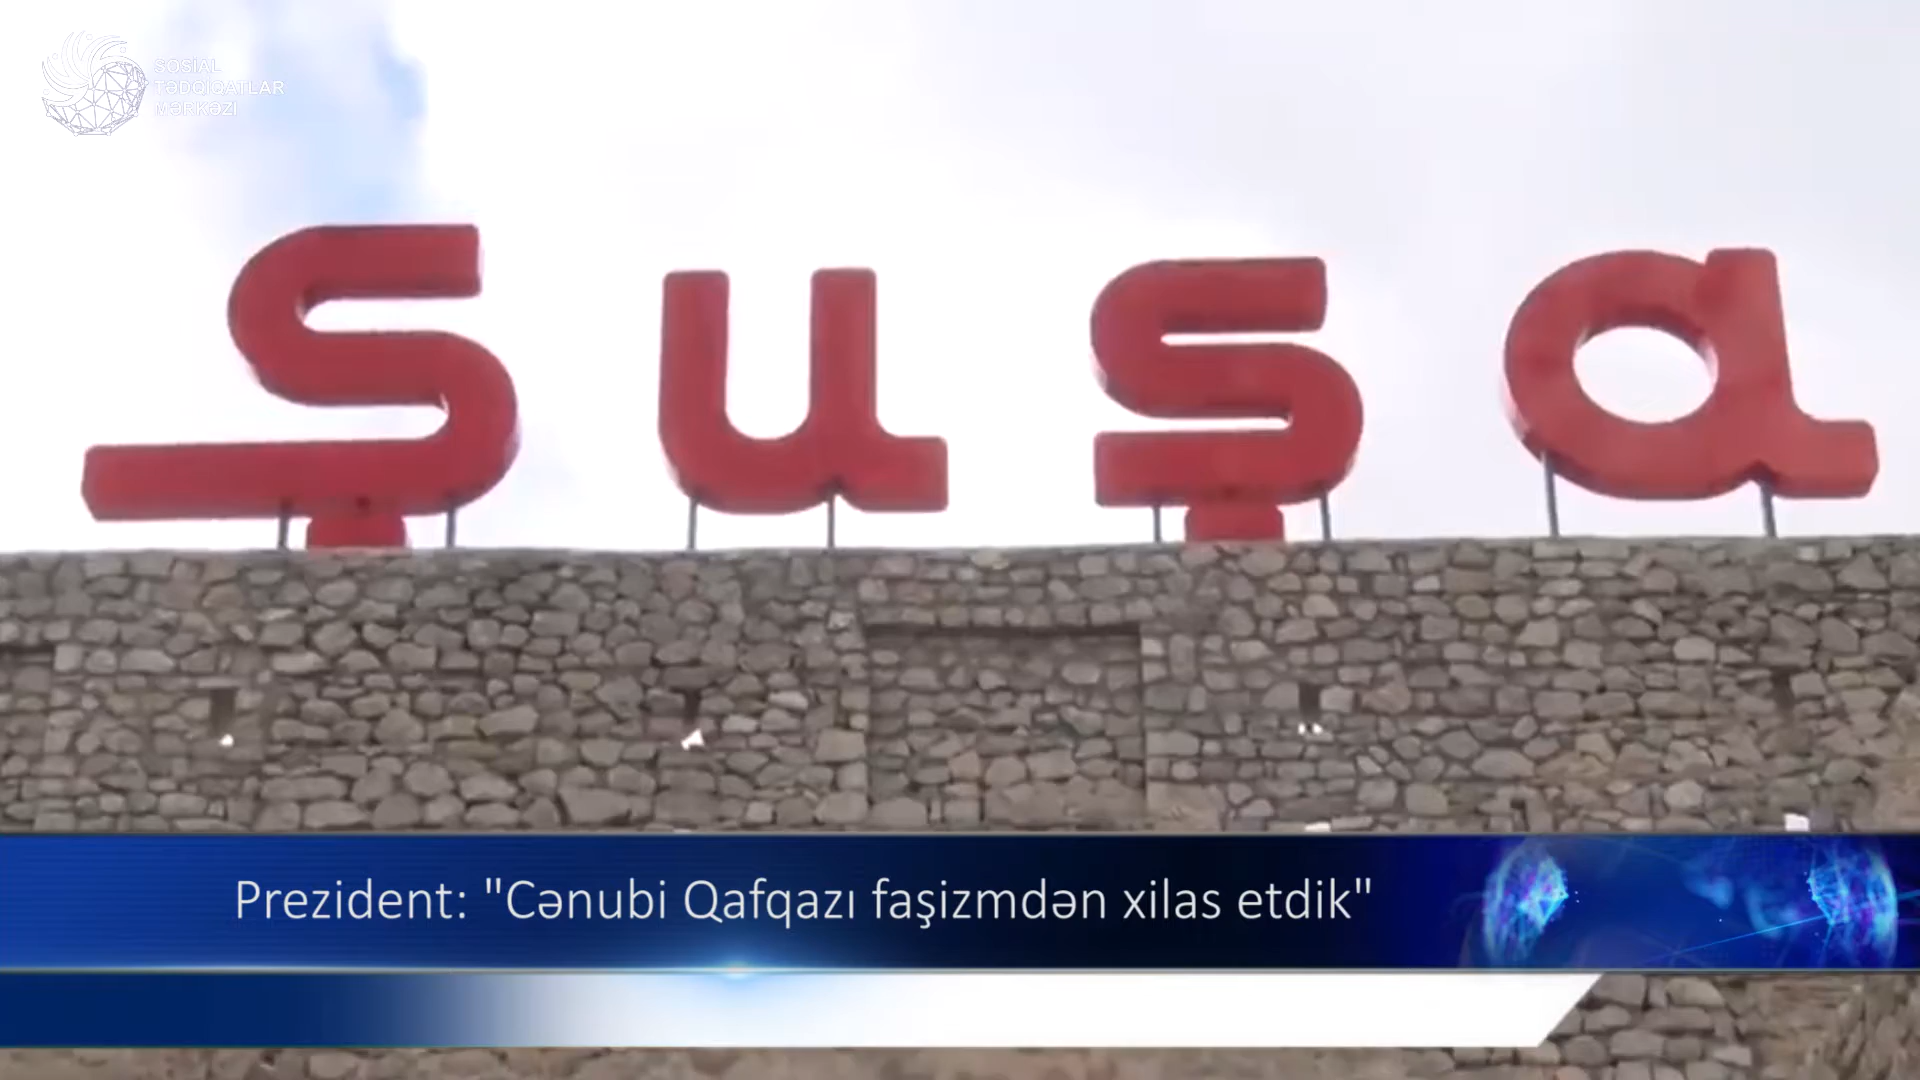 SOSİAL
TƏDQİQATLAR
MƏRKƏZİ
Şuşa
Prezident: "Cənubi Qafqazı faşizmdən xilas etdik"